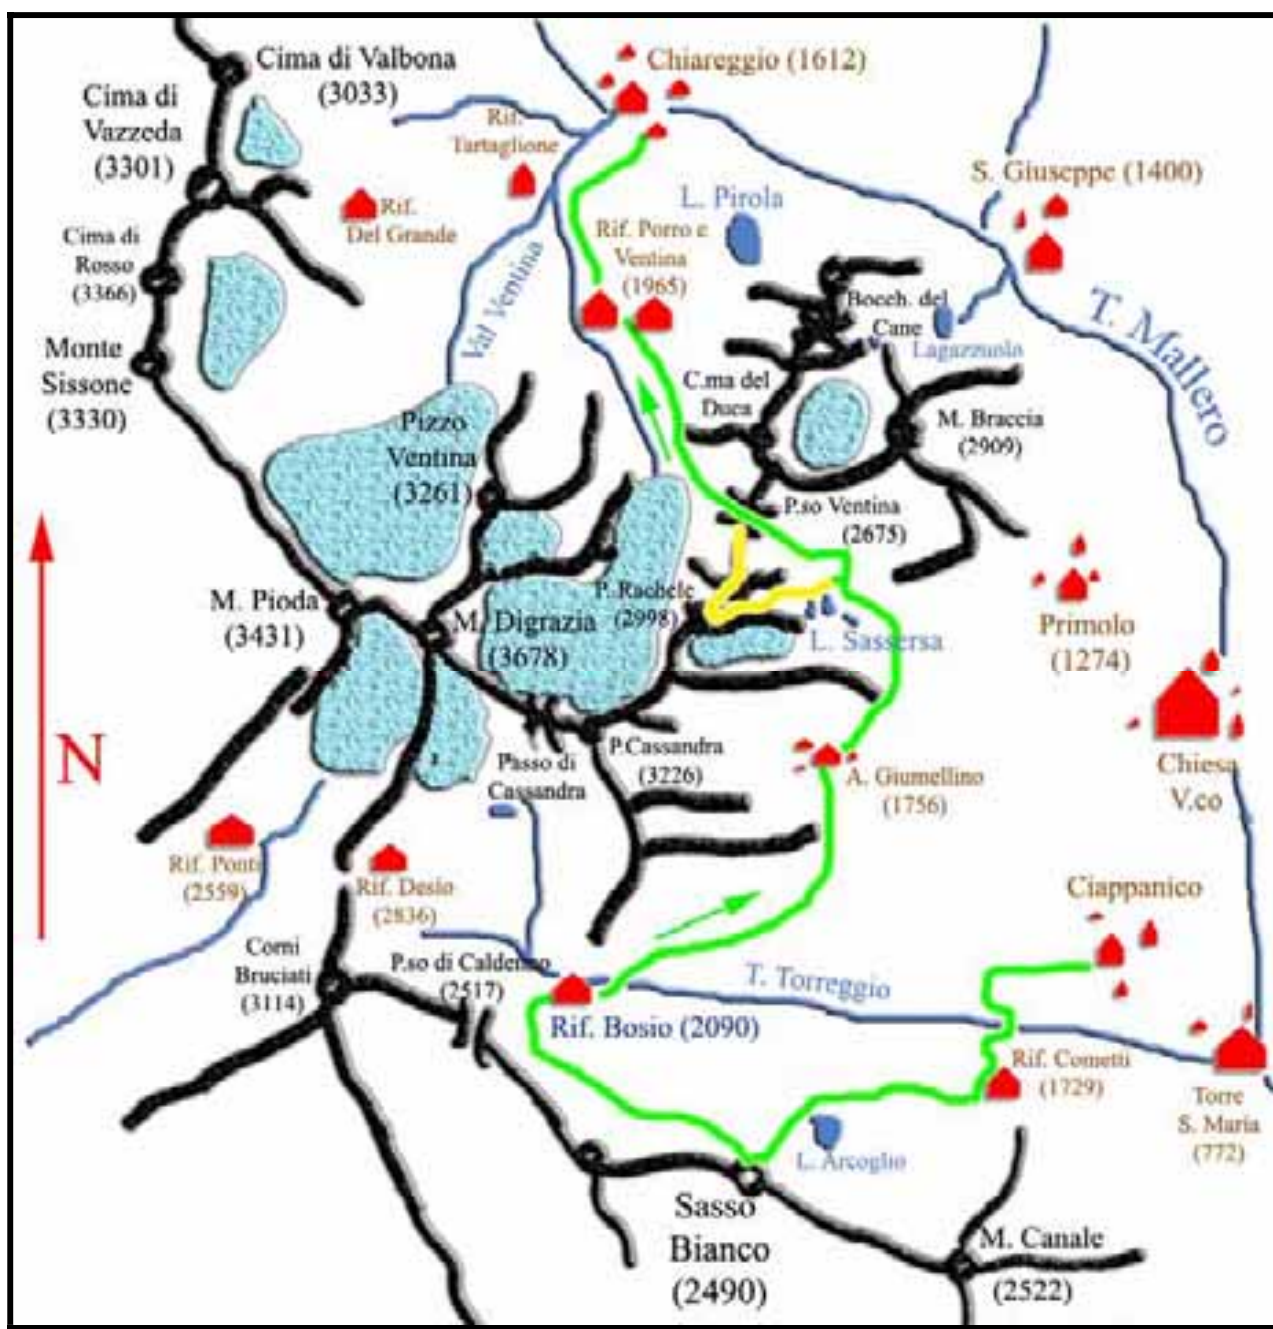 Cima di Valbona
(3033)
Chiareggio (1612)
Cima di
Vazzeda
(3301)
Rif.
Tartaglione
S. Giuseppe (1400)
L. Pirola
Rif.
Del Grande
Rif. Porro e
Ventina
(1965)
Cima di
Rosso
(3366)
Val Ventina
Bocch. del
Cane
Lagazzuolo
T. Mallero
Monte
Sissone
(3330)
C.ma del
Duca
M. Braccia
(2909)
Pizzo
Ventina
(3261)
P.so Ventina
(2675)
P. Rachele
(2998)
M. Pioda
(3431)
M. Digrazia
(3678)
L. Sassersa
Primolo
(1274)
N
Passo di
Cassandra
P.Cassandra
(3226)
A. Giumellino
(1756)
Chiesa
V.co
Rif. Ponti
(2559)
Rif. Desio
(2836)
Ciappanico
Corni
Bruciati
(3114)
P.so di Caldenno
(2517)
T. Torreggio
Rif. Bosio (2090)
Rif. Cometti
(1729)
Torre
S. Maria
(772)
L. Arcoglio
Sasso
Bianco
(2490)
M. Canale
(2522)